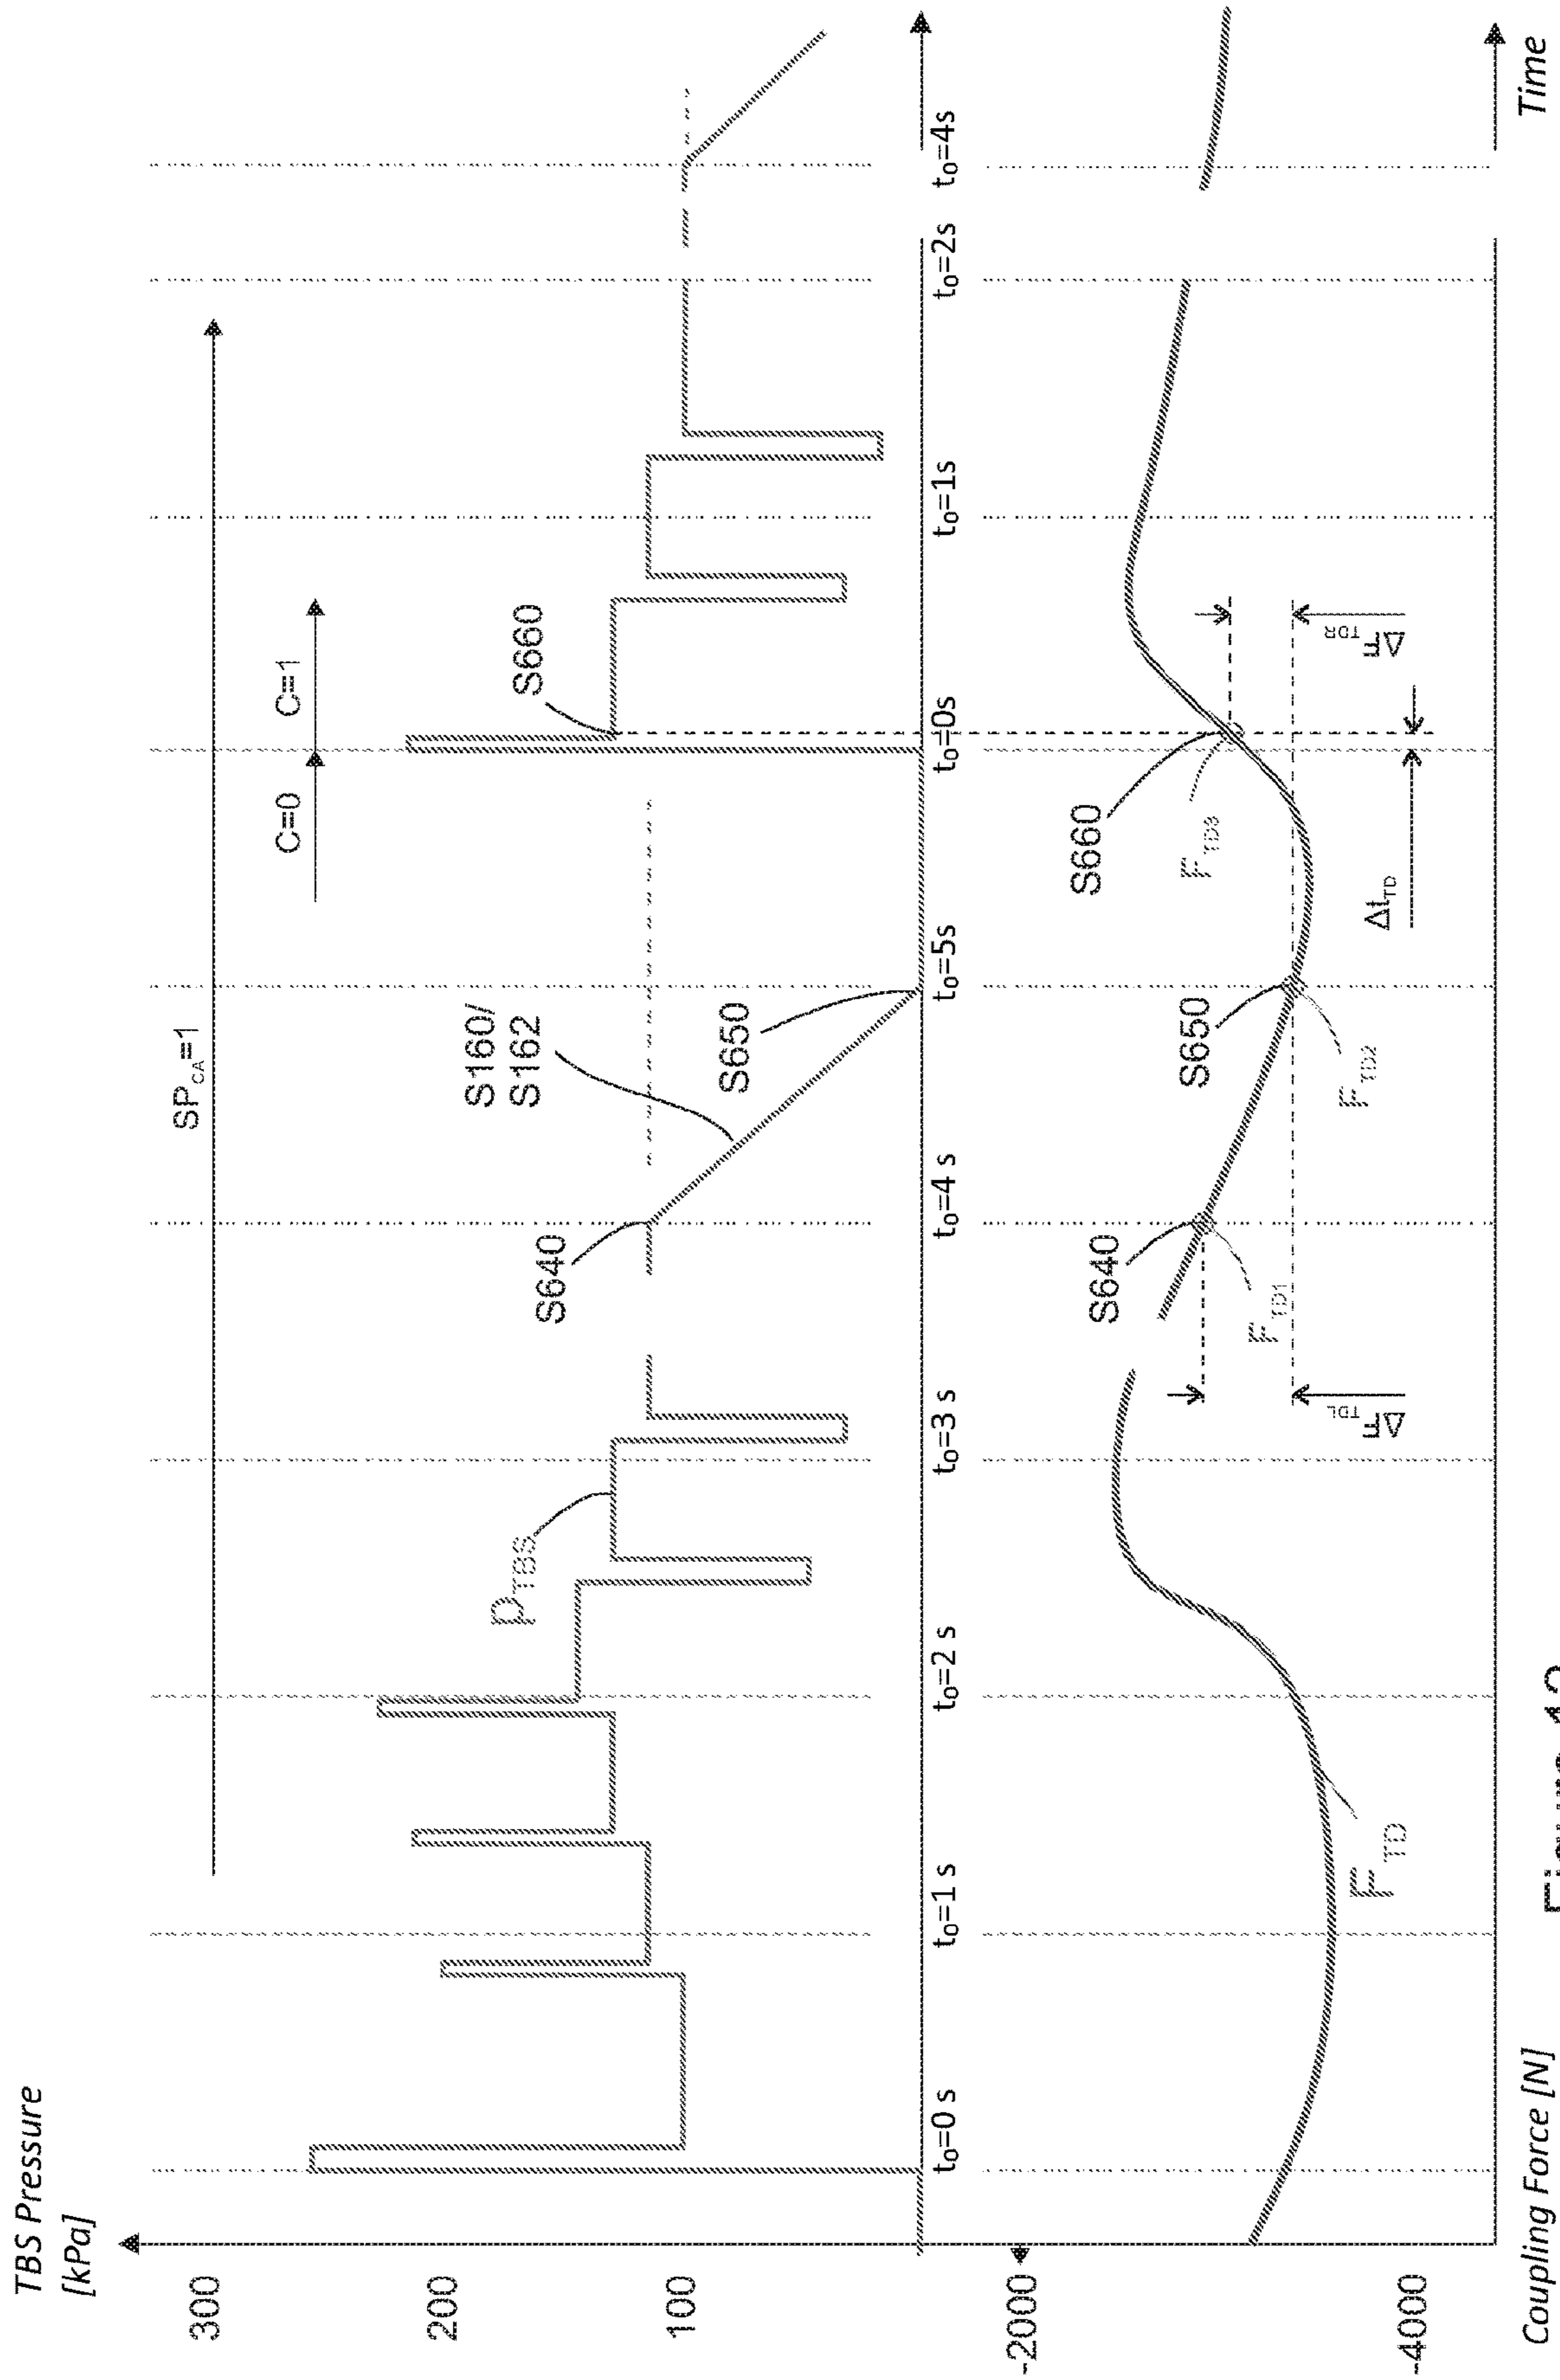 TBS Pressure
[kPa]
300
200
100
SP_CA=1
C=0
C=1
S660
p_TBS
S640
S160/
S162
S650
t₀=0 s
t₀=1 s
t₀=2 s
t₀=3 s
t₀=4 s
t₀=5s
t₀=0s
t₀=1s
t₀=2s
t₀=4s
-2000
-4000
S640
S650
S660
F_TD
F_TD1
F_TD2
F_TD3
ΔF_TDL
ΔF_TDR
Δt_TD
Coupling Force [N]
Time